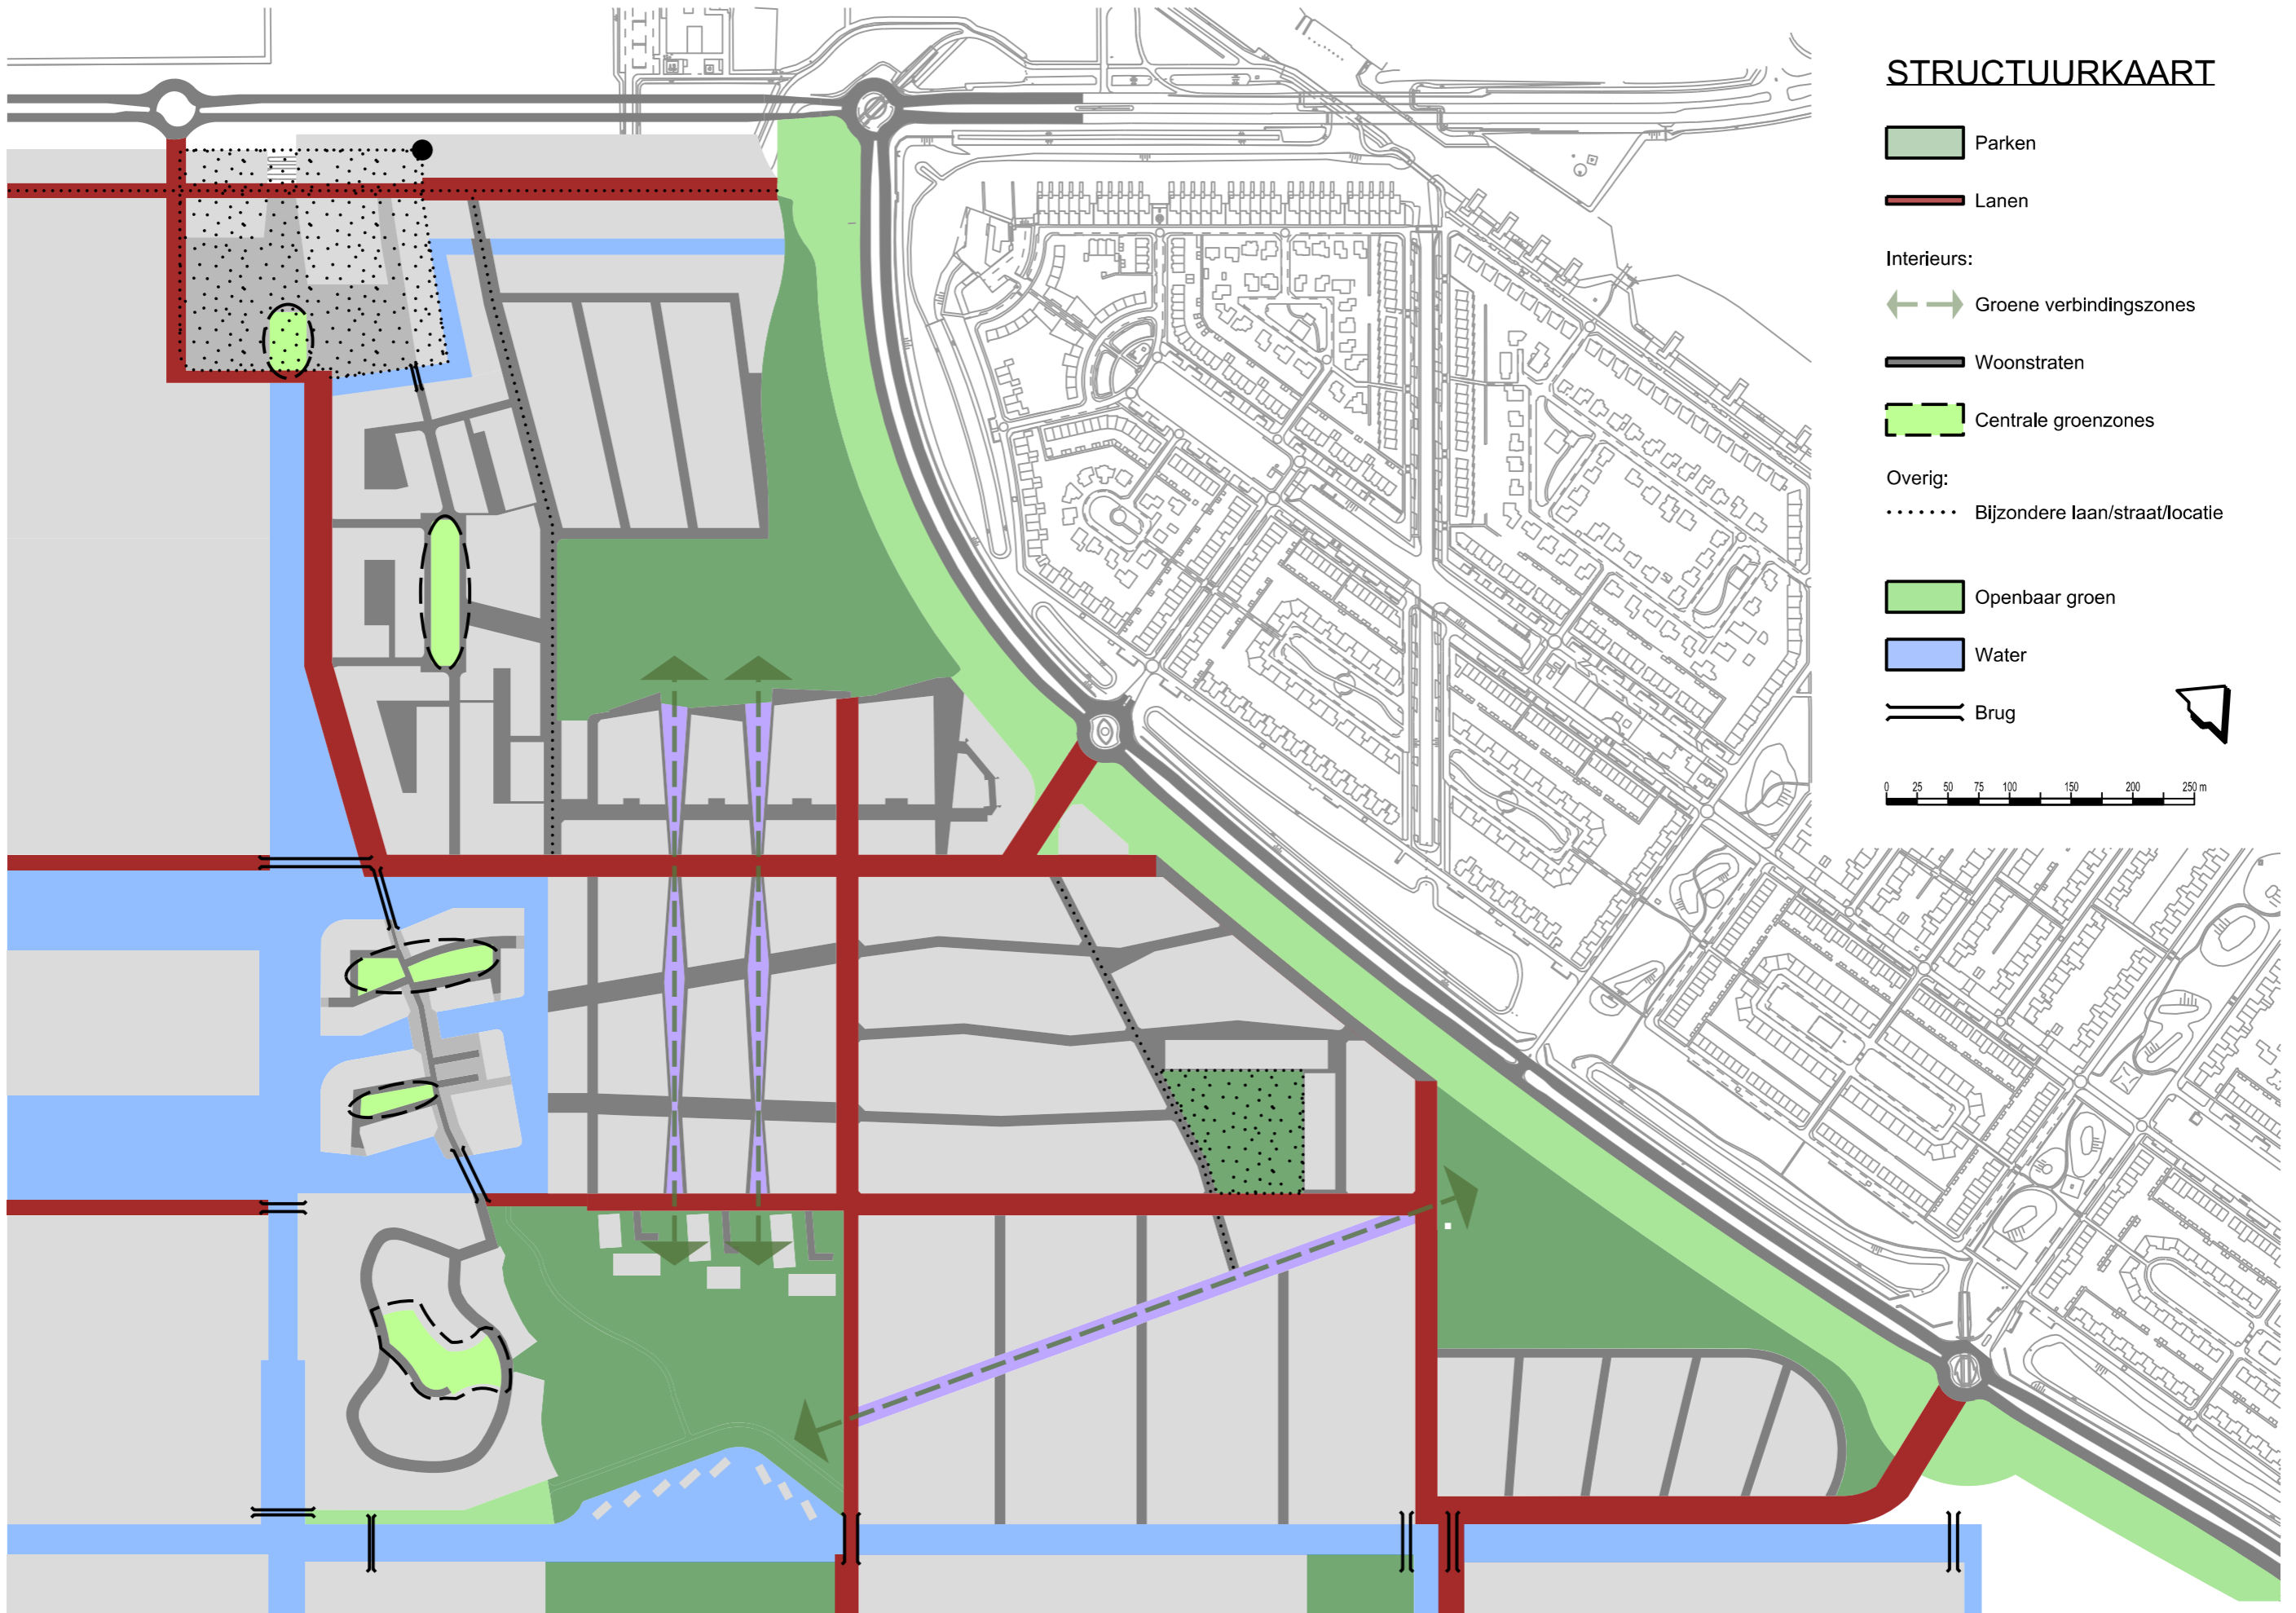 STRUCTUURKAART
Parken
Lanen
Interieurs:
Groene verbindingszones
Woonstraten
Centrale groenzones
Overig:
Bijzondere laan/straat/locatie
Openbaar groen
Water
Brug
0 25 50 75 100 150 200 250 m